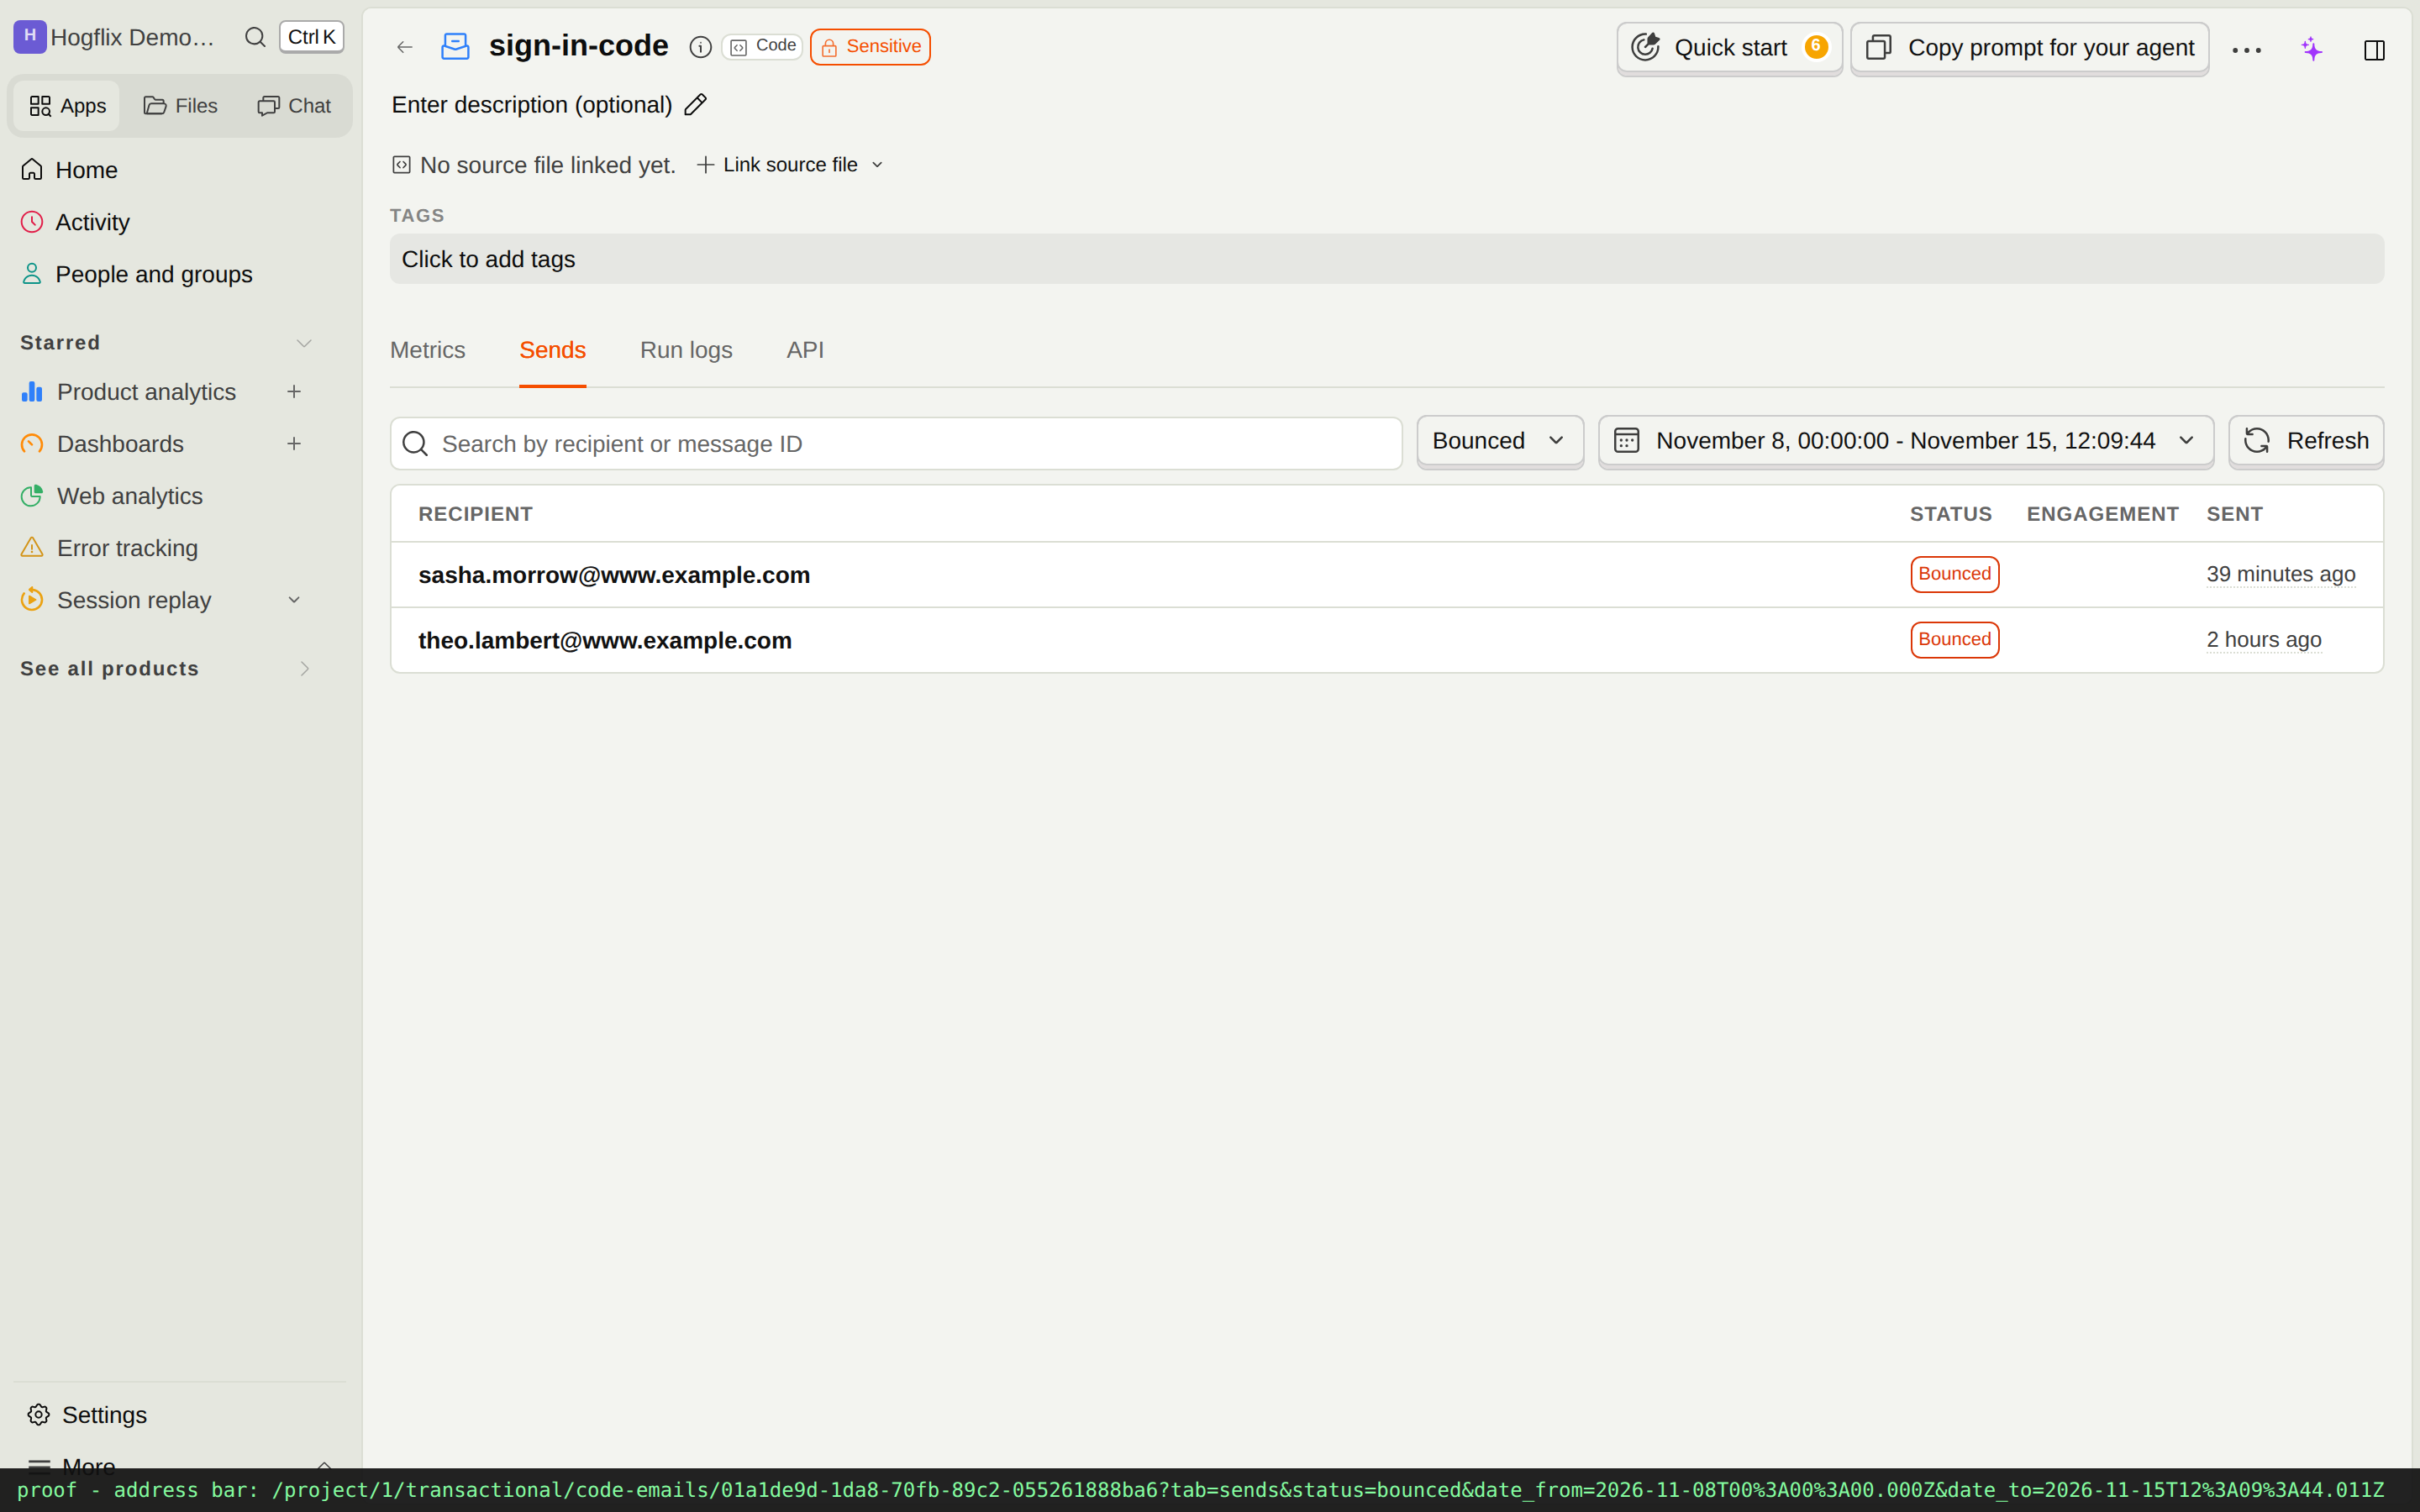 H Hogflix Demo… Ctrl K
Apps Files Chat
Home
Activity
People and groups
Starred
Product analytics
Dashboards
Web analytics
Error tracking
Session replay
See all products
Settings
More
sign-in-code Code Sensitive
Quick start 6 Copy prompt for your agent
Enter description (optional)
No source file linked yet. Link source file
TAGS
Click to add tags
Metrics Sends Run logs API
Search by recipient or message ID Bounced November 8, 00:00:00 - November 15, 12:09:44 Refresh
RECIPIENT STATUS ENGAGEMENT SENT
sasha.morrow@www.example.com Bounced 39 minutes ago
theo.lambert@www.example.com Bounced 2 hours ago
proof - address bar: /project/1/transactional/code-emails/01a1de9d-1da8-70fb-89c2-055261888ba6?tab=sends&status=bounced&date_from=2026-11-08T00%3A00%3A00.000Z&date_to=2026-11-15T12%3A09%3A44.011Z